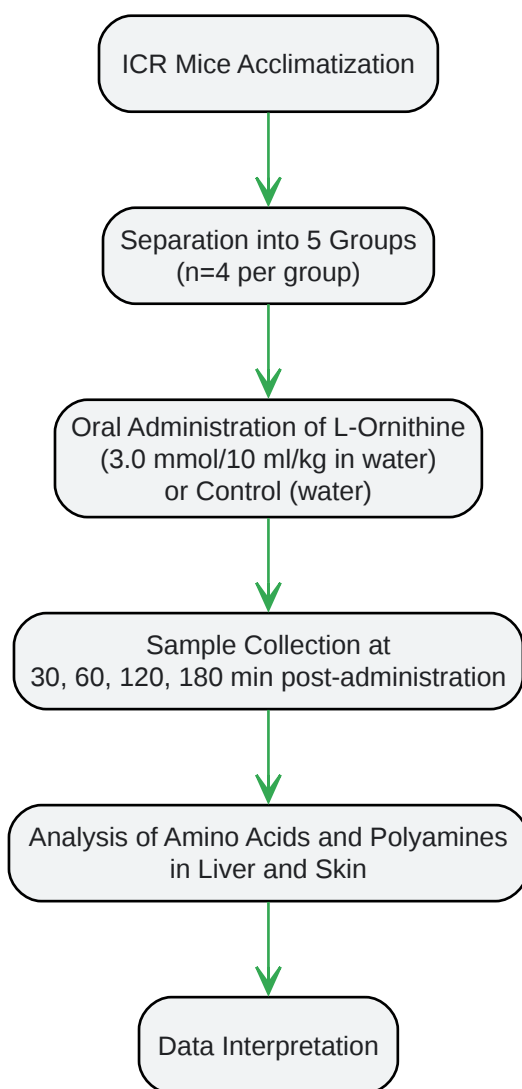 ICR Mice Acclimatization
Separation into 5 Groups
(n=4 per group)
Oral Administration of L-Ornithine
(3.0 mmol/10 ml/kg in water)
or Control (water)
Sample Collection at
30, 60, 120, 180 min post-administration
Analysis of Amino Acids and Polyamines
in Liver and Skin
Data Interpretation